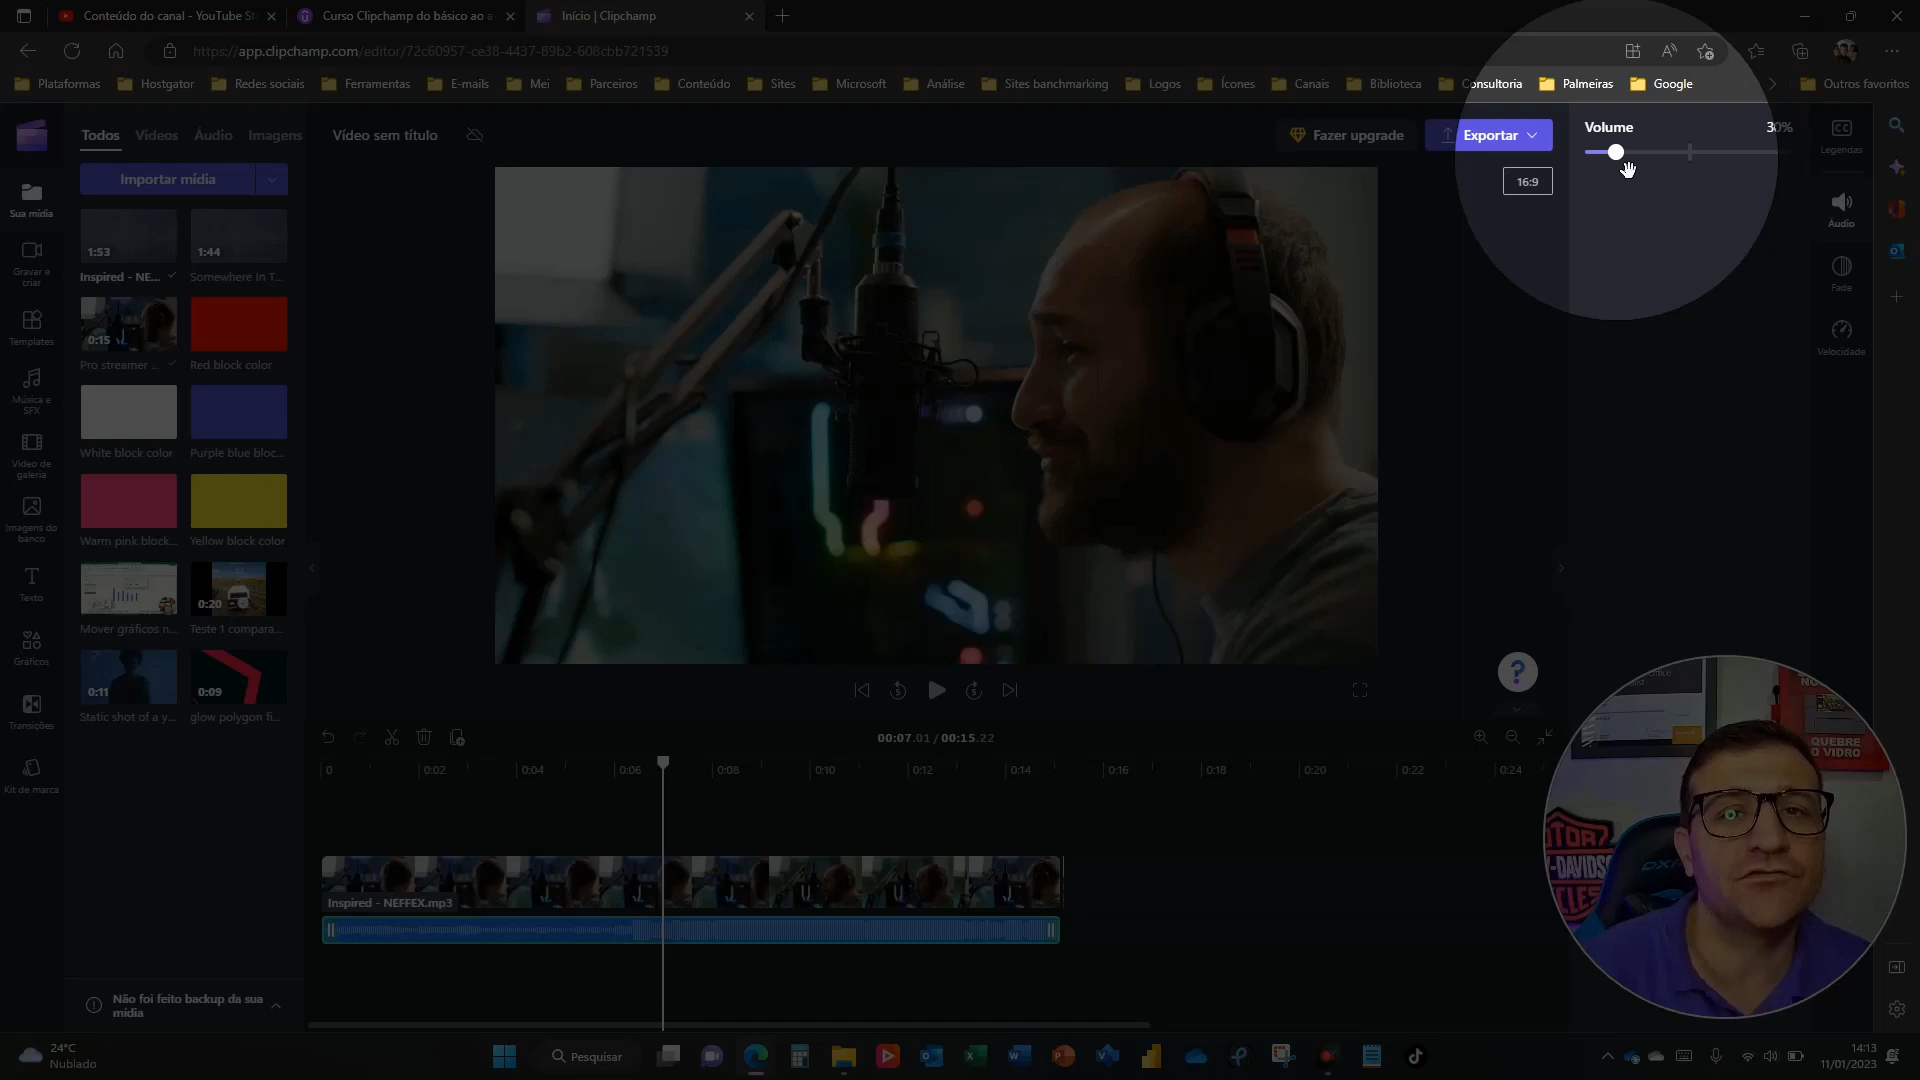 Conteúdo do canal - YouTube St
Curso Clipchamp do básico ao a
Início | Clipchamp
https://app.clipchamp.com/editor/72c60957-ce38-4437-89b2-608cbb721539
Plataformas
Hostgator
Redes sociais
Ferramentas
E-mails
Mei
Parceiros
Conteúdo
Sites
Microsoft
Análise
Sites banchmarking
Logos
Ícones
Canais
Biblioteca
Consultoria
Palmeiras
Google
Outros favoritos
Todos
Vídeos
Áudio
Imagens
Vídeo sem título
Fazer upgrade
Exportar
Volume
30%
16:9
Importar mídia
Sua mídia
Gravar e
criar
Templates
Música e
SFX
Vídeo de
galeria
Imagens do
banco
Texto
Gráficos
Transições
Kit de marca
1:53
Inspired - NE...
1:44
Somewhere In T...
0:15
Pro streamer ...
Red block color
White block color
Purple blue bloc...
Warm pink block...
Yellow block color
Mover gráficos n...
0:20
Teste 1 compara...
0:11
Static shot of a y...
0:09
glow polygon fi...
CC
Legendas
Áudio
Fade
Velocidade
?
00:07.01 / 00:15.22
0
0:02
0:04
0:06
0:08
0:10
0:12
0:14
0:16
0:18
0:20
0:22
0:24
Inspired - NEFFEX.mp3
QUEBRE
O VIDRO
Não foi feito backup da sua
mídia
24°C
Nublado
Pesquisar
14:13
11/01/2023